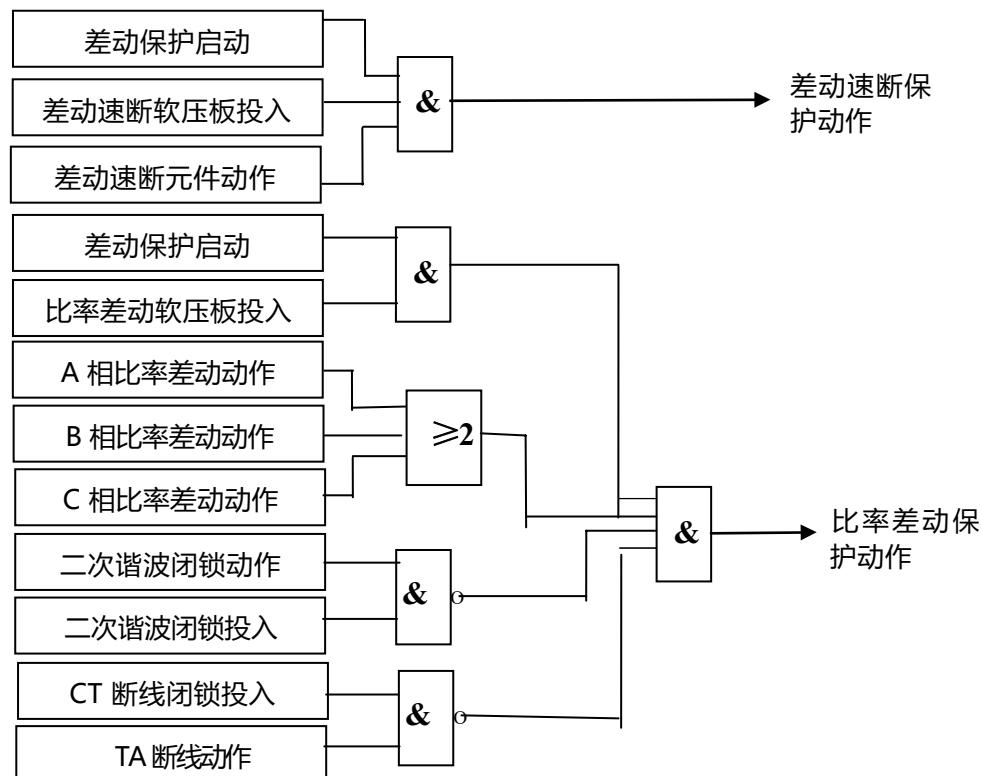 差动保护启动
差动速断软压板投入
差动速断元件动作
&
差动速断保
护动作
差动保护启动
比率差动软压板投入
&
A 相比率差动动作
B 相比率差动动作
C 相比率差动动作
≥2
二次谐波闭锁动作
二次谐波闭锁投入
&
CT 断线闭锁投入
TA 断线动作
&
&
比率差动保
护动作